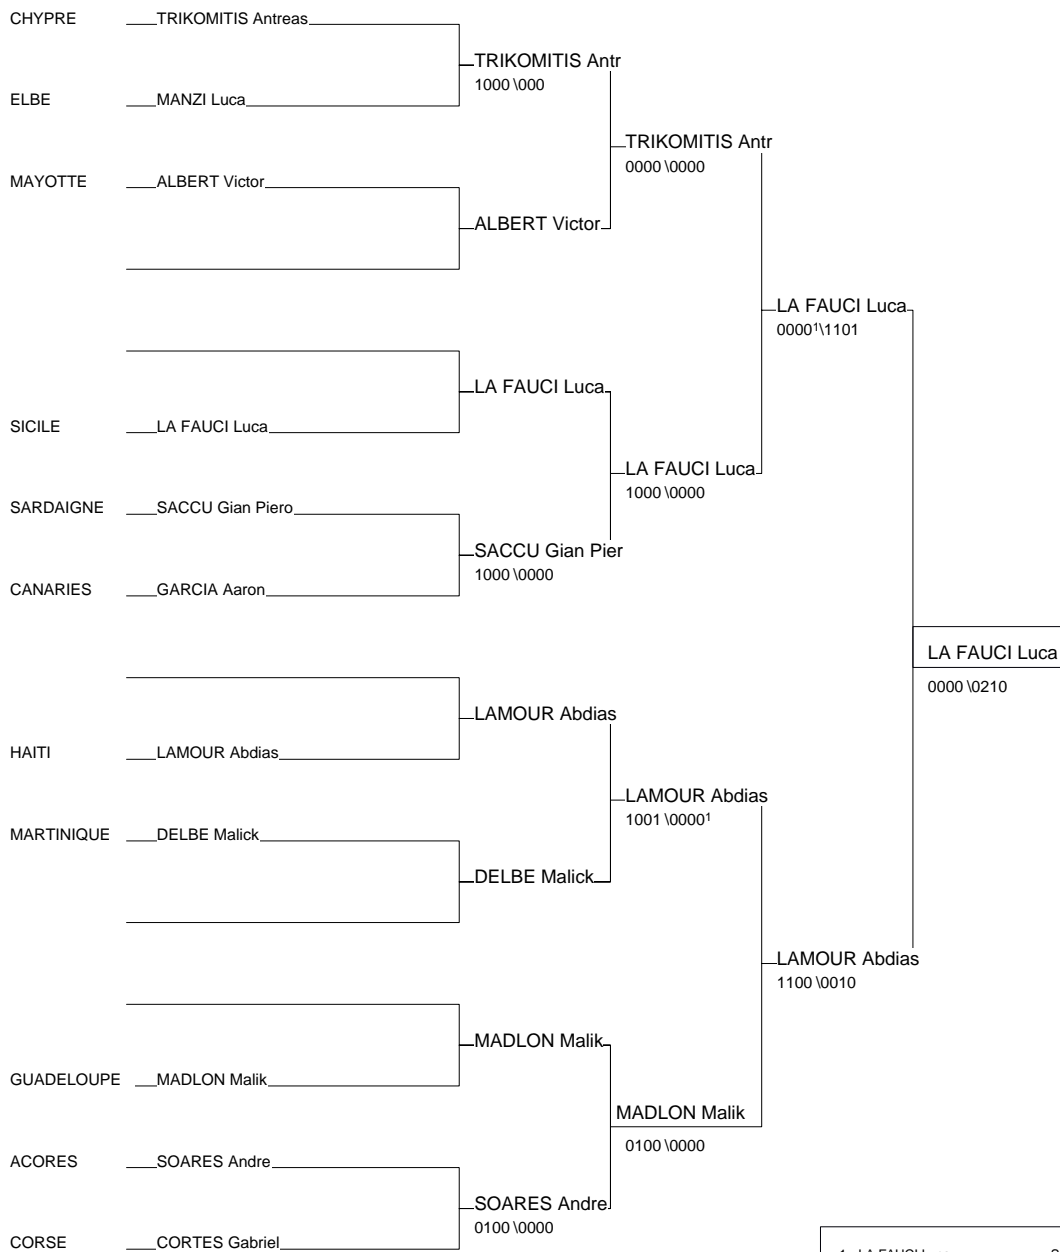 CHYPRE TRIKOMITIS Antreas
TRIKOMITIS Antr
1000 \000
ELBE MANZI Luca
TRIKOMITIS Antr
0000 \0000
MAYOTTE ALBERT Victor
ALBERT Victor
LA FAUCI Luca
0000¹\1101
LA FAUCI Luca
SICILE LA FAUCI Luca
LA FAUCI Luca
1000 \0000
SARDAIGNE SACCU Gian Piero
SACCU Gian Pier
1000 \0000
CANARIES GARCIA Aaron
LA FAUCI Luca
0000 \0210
LAMOUR Abdias
HAITI LAMOUR Abdias
LAMOUR Abdias
1001 \0000¹
MARTINIQUE DELBE Malick
DELBE Malick
LAMOUR Abdias
1100 \0010
MADLON Malik
GUADELOUPE MADLON Malik
MADLON Malik
0100 \0000
ACORES SOARES Andre
SOARES Andre
0100 \0000
CORSE CORTES Gabriel